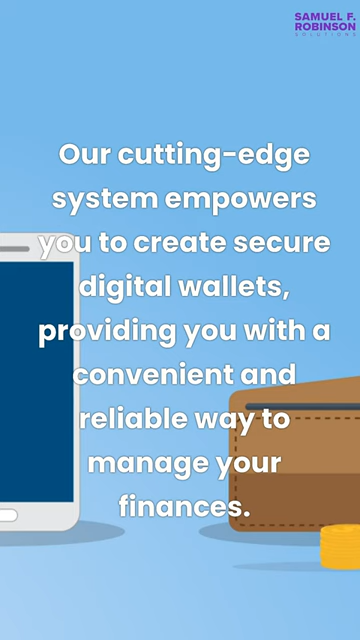 SAMUEL F.
ROBINSON
SOLUTIONS
Our cutting-edge
system empowers
you to create secure
digital wallets,
providing you with a
convenient and
reliable way to
manage your
finances.